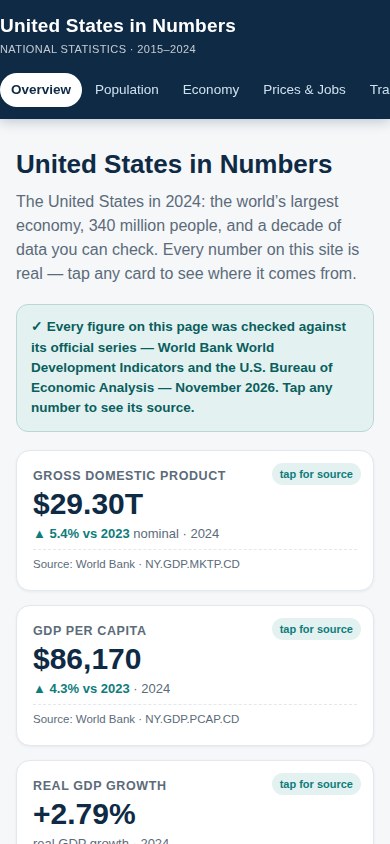 United States in Numbers
NATIONAL STATISTICS · 2015–2024
Overview Population Economy Prices & Jobs Tra
United States in Numbers
The United States in 2024: the world’s largest
economy, 340 million people, and a decade of
data you can check. Every number on this site is
real — tap any card to see where it comes from.
✓ Every figure on this page was checked against
its official series — World Bank World
Development Indicators and the U.S. Bureau of
Economic Analysis — November 2026. Tap any
number to see its source.
GROSS DOMESTIC PRODUCT tap for source
$29.30T
▲ 5.4% vs 2023 nominal · 2024
Source: World Bank · NY.GDP.MKTP.CD
GDP PER CAPITA tap for source
$86,170
▲ 4.3% vs 2023 · 2024
Source: World Bank · NY.GDP.PCAP.CD
REAL GDP GROWTH tap for source
+2.79%
real GDP growth · 2024